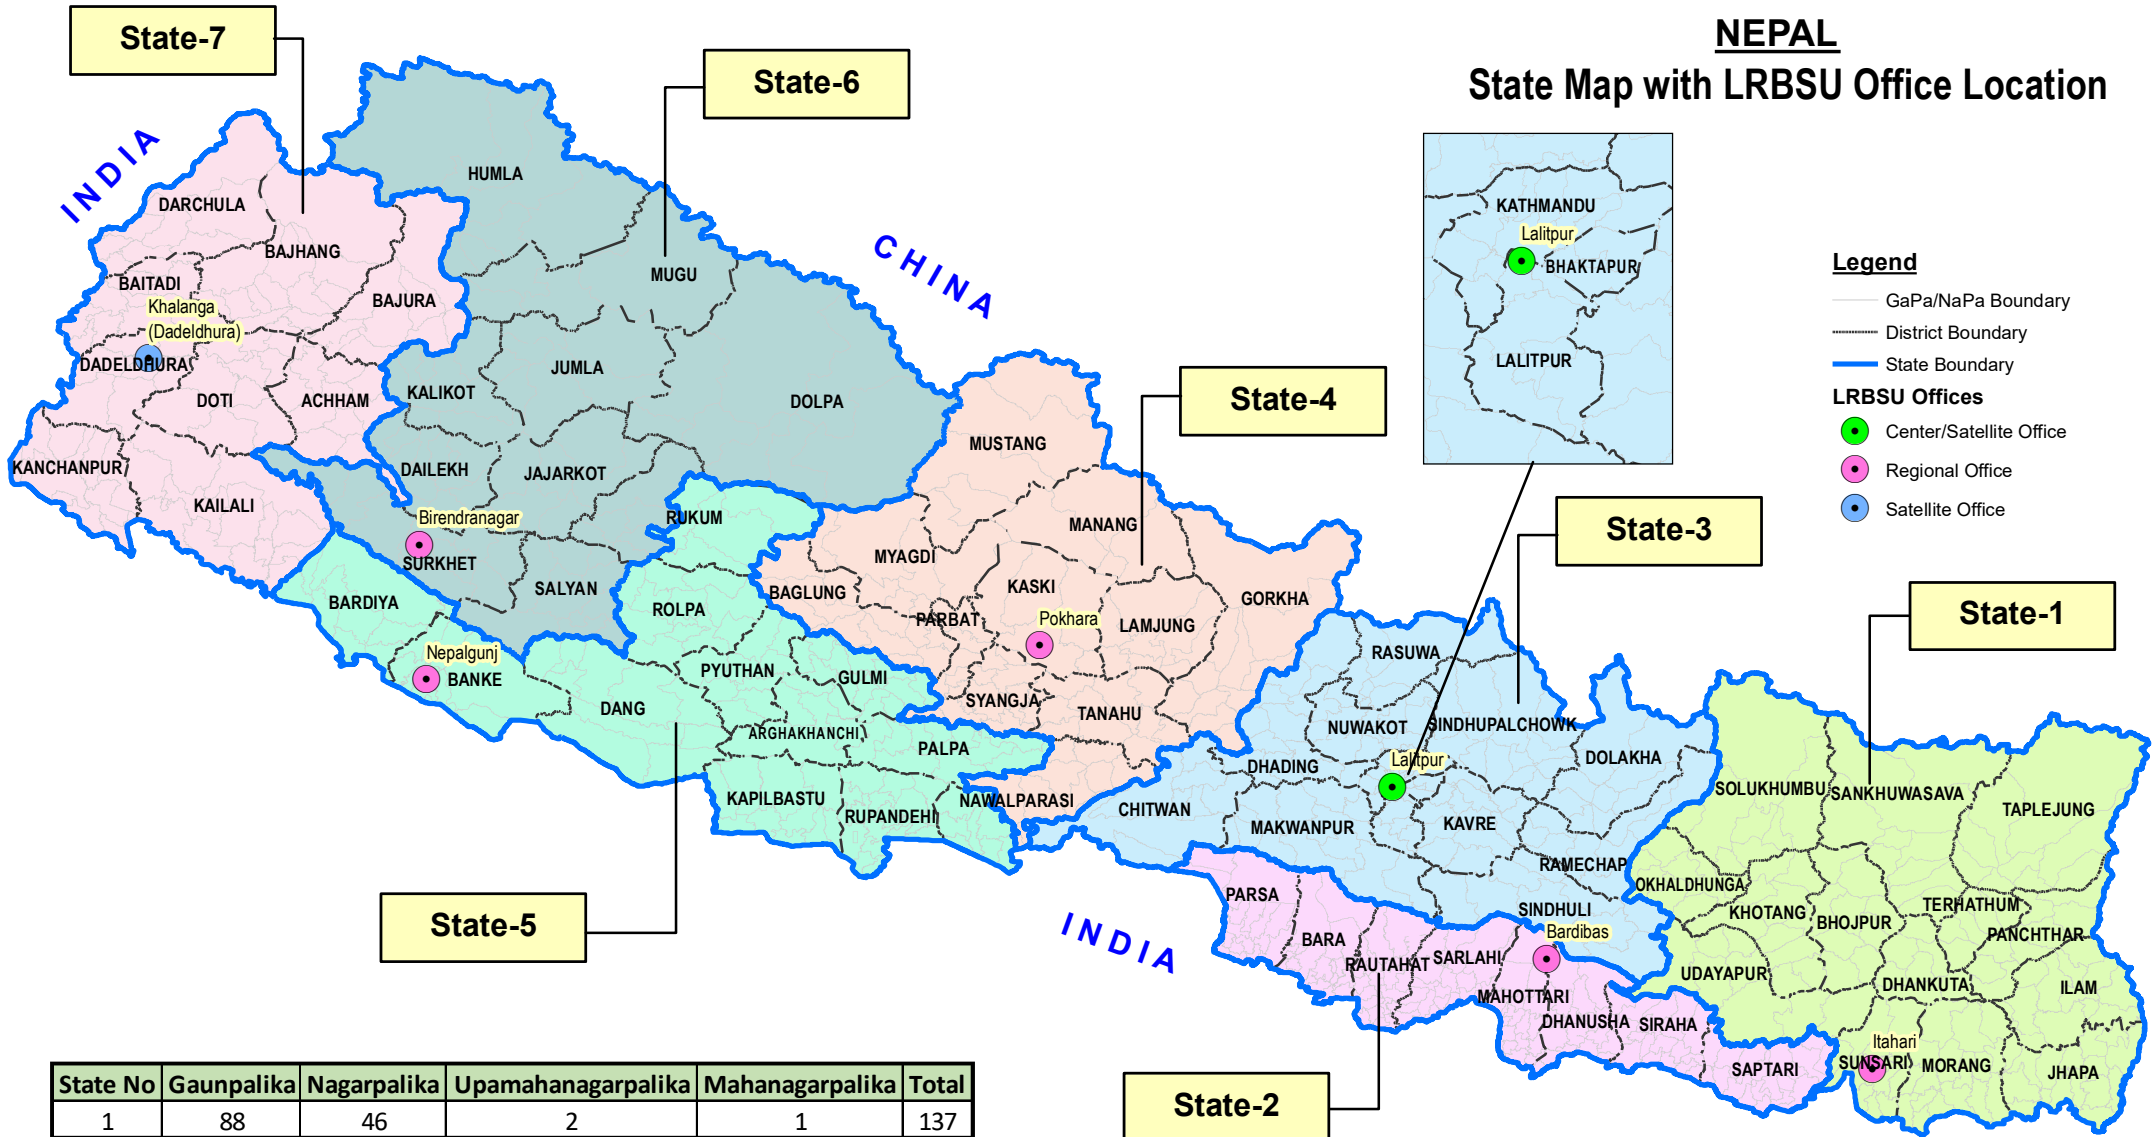 NEPAL
State Map with LRBSU Office Location
State-7
State-6
State-4
State-3
State-1
State-5
State-2
INDIA
CHINA
INDIA
Legend
GaPa/NaPa Boundary
District Boundary
State Boundary
LRBSU Offices
Center/Satellite Office
Regional Office
Satellite Office
KATHMANDU
Lalitpur
BHAKTAPUR
LALITPUR
DARCHULA
BAJHANG
BAITADI
BAJURA
Khalanga
(Dadeldhura)
DADELDHURA
DOTI
ACHHAM
KANCHANPUR
KAILALI
HUMLA
MUGU
JUMLA
KALIKOT
DOLPA
DAILEKH
JAJARKOT
Birendranagar
SURKHET
SALYAN
RUKUM
BARDIYA
ROLPA
Nepalgunj
BANKE
PYUTHAN
GULMI
DANG
ARGHAKHANCHI
PALPA
KAPILBASTU
RUPANDEHI
NAWALPARASI
MUSTANG
MANANG
MYAGDI
BAGLUNG
KASKI
PARBAT
Pokhara
LAMJUNG
GORKHA
SYANGJA
TANAHU
RASUWA
NUWAKOT
SINDHUPALCHOWK
DHADING
Lalitpur
DOLAKHA
CHITWAN
MAKWANPUR
KAVRE
RAMECHAP
SINDHULI
Bardibas
PARSA
BARA
RAUTAHAT
SARLAHI
MAHOTTARI
DHANUSHA
SIRAHA
SAPTARI
SOLUKHUMBU
SANKHUWASAVA
TAPLEJUNG
OKHALDHUNGA
KHOTANG
BHOJPUR
TERHATHUM
PANCHTHAR
UDAYAPUR
DHANKUTA
ILAM
Itahari
SUNSARI
MORANG
JHAPA
State No Gaunpalika Nagarpalika Upamahanagarpalika Mahanagarpalika Total
1 88 46 2 1 137